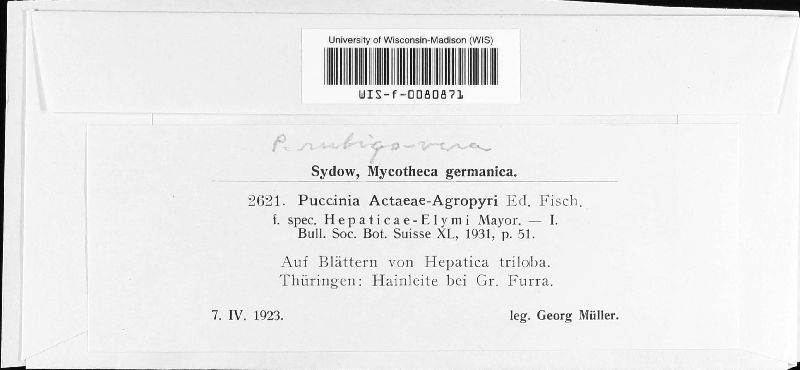 University of Wisconsin-Madison (WIS)
WIS-f-0080871
P. rubigo-vera
Sydow, Mycotheca germanica.
2621. Puccinia Actaeae-Agropyri Ed. Fisch.
f. spec. Hepaticae-Elymi Mayor. — I.
Bull. Soc. Bot. Suisse XL, 1931, p. 51.
Auf Blättern von Hepatica triloba.
Thüringen: Hainleite bei Gr. Furra.
7. IV. 1923. leg. Georg Müller.